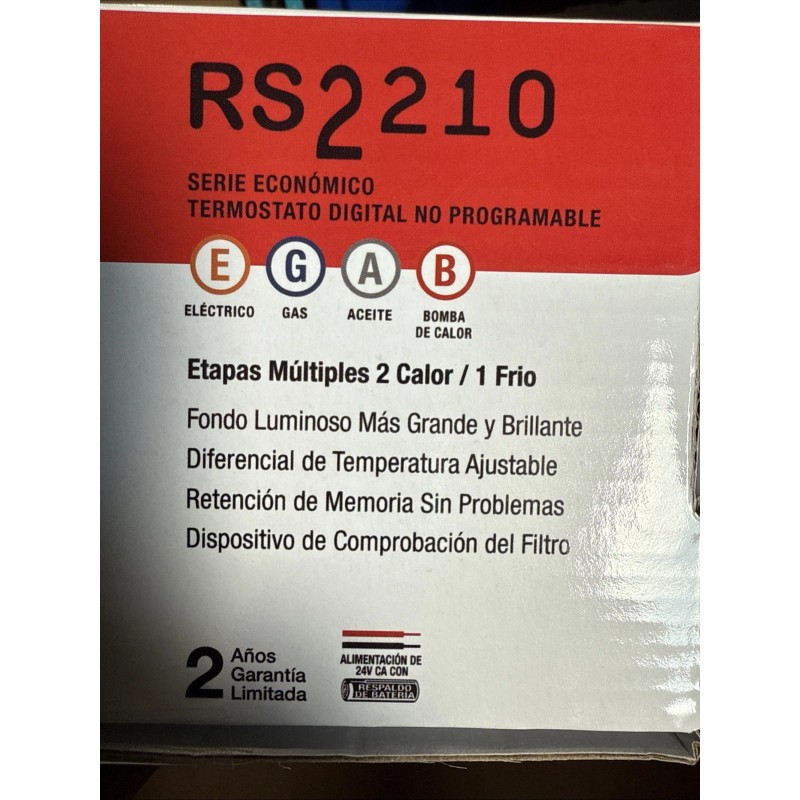 RS2210
SERIE ECONÓMICO
TERMOSTATO DIGITAL NO PROGRAMABLE
E G A B
ELÉCTRICO GAS ACEITE BOMBA
DE CALOR
Etapas Múltiples 2 Calor / 1 Frio
Fondo Luminoso Más Grande y Brillante
Diferencial de Temperatura Ajustable
Retención de Memoria Sin Problemas
Dispositivo de Comprobación del Filtro
2 Años
Garantía
Limitada
ALIMENTACIÓN DE
24V CA CON
RESPALDO
DE BATERÍA